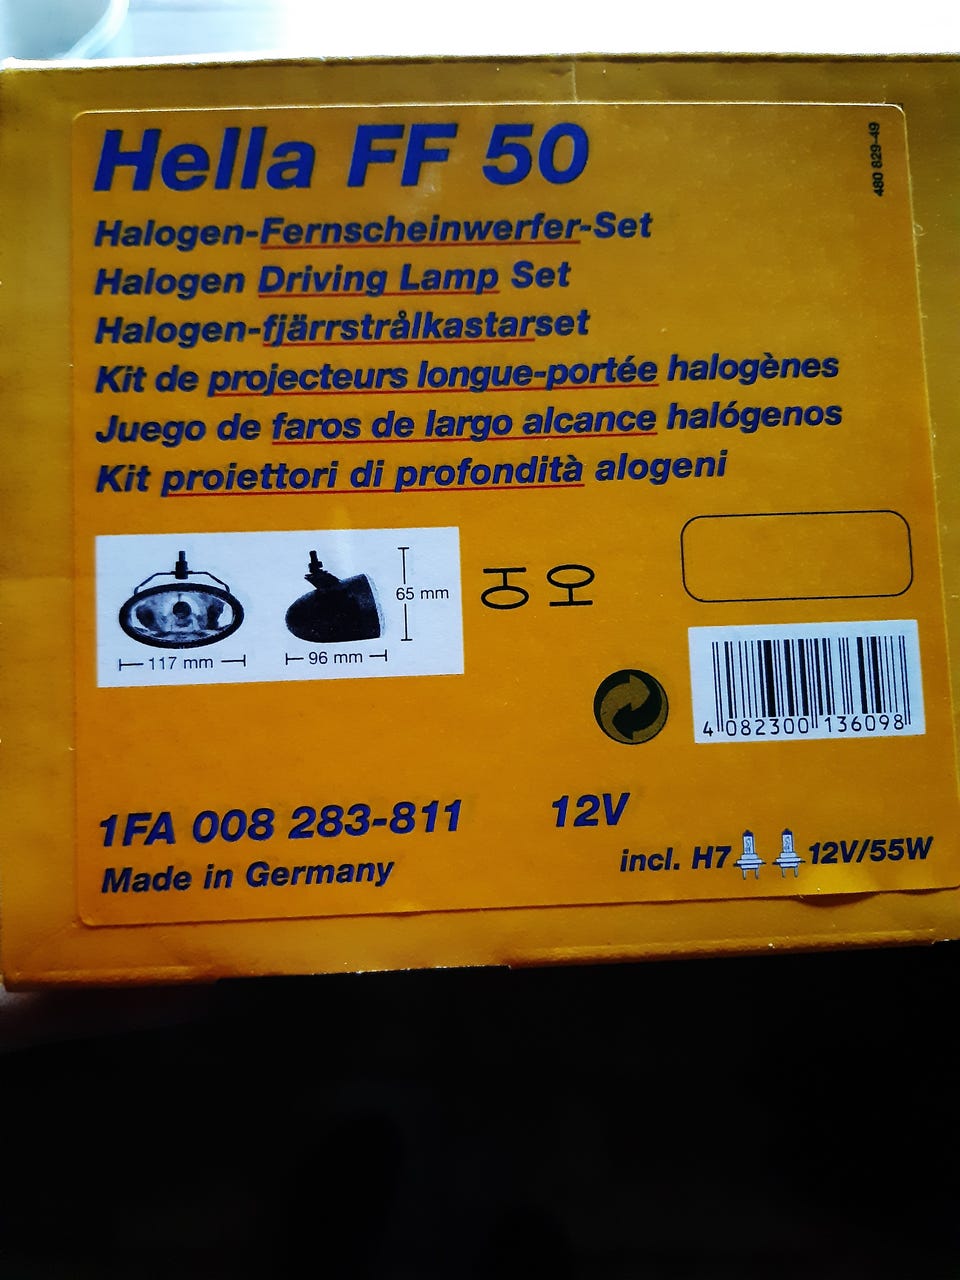 Hella FF 50
480 829-49
Halogen-Fernscheinwerfer-Set
Halogen Driving Lamp Set
Halogen-fjärrstrålkastarset
Kit de projecteurs longue-portée halogènes
Juego de faros de largo alcance halógenos
Kit proiettori di profondità alogeni
65 mm
117 mm
96 mm
4 082300 136098
1FA 008 283-811 12V
Made in Germany
incl. H7 12V/55W